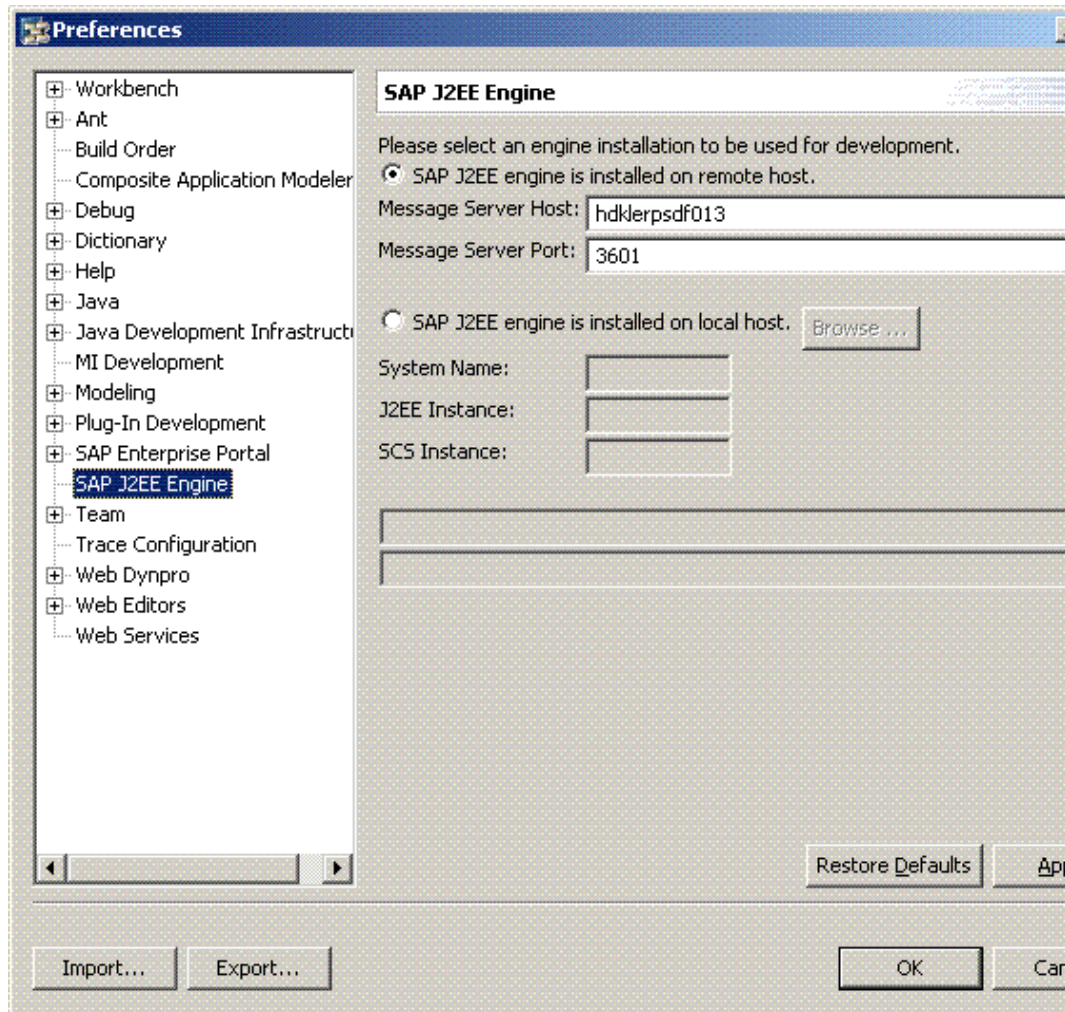 Preferences
Workbench
Ant
Build Order
Composite Application Modeler
Debug
Dictionary
Help
Java
Java Development Infrastructu
MI Development
Modeling
Plug-In Development
SAP Enterprise Portal
SAP J2EE Engine
Team
Trace Configuration
Web Dynpro
Web Editors
Web Services
SAP J2EE Engine
Please select an engine installation to be used for development.
SAP J2EE engine is installed on remote host.
Message Server Host: hdklerpsdf013
Message Server Port: 3601
SAP J2EE engine is installed on local host. Browse ...
System Name:
J2EE Instance:
SCS Instance:
Restore Defaults App
Import... Export... OK Can